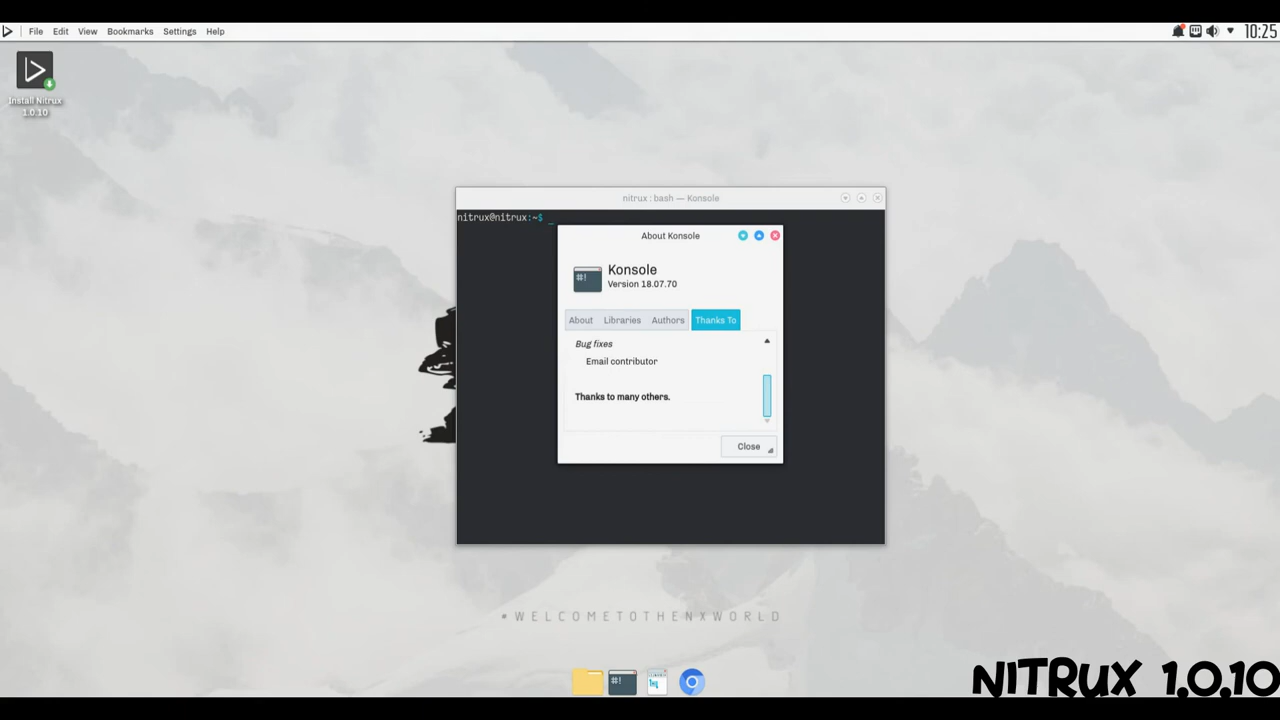 File Edit View Bookmarks Settings Help 10:25
Install Nitrux
1.0.10
nitrux : bash — Konsole
nitrux@nitrux:~$ _
About Konsole
#!
Konsole
Version 18.07.70
About Libraries Authors Thanks To
Bug fixes
Email contributor
Thanks to many others.
Close
#WELCOMETOTHENXWORLD
#!
NITRUX 1.0.10